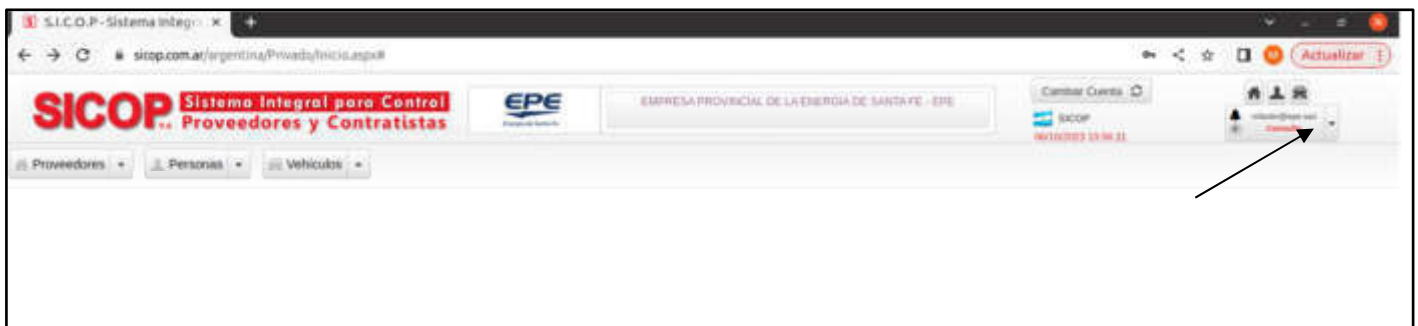 S.I.C.O.P - Sistema Integr
sicop.com.ar/argentina/Privado/Inicio.aspx#
Actualizar
SICOP Sistema Integral para Control
Proveedores y Contratistas
EPE
EMPRESA PROVINCIAL DE LA ENERGIA DE SANTA FE - EPE
Cambiar Cuenta
SICOP
Proveedores
Personas
Vehículos